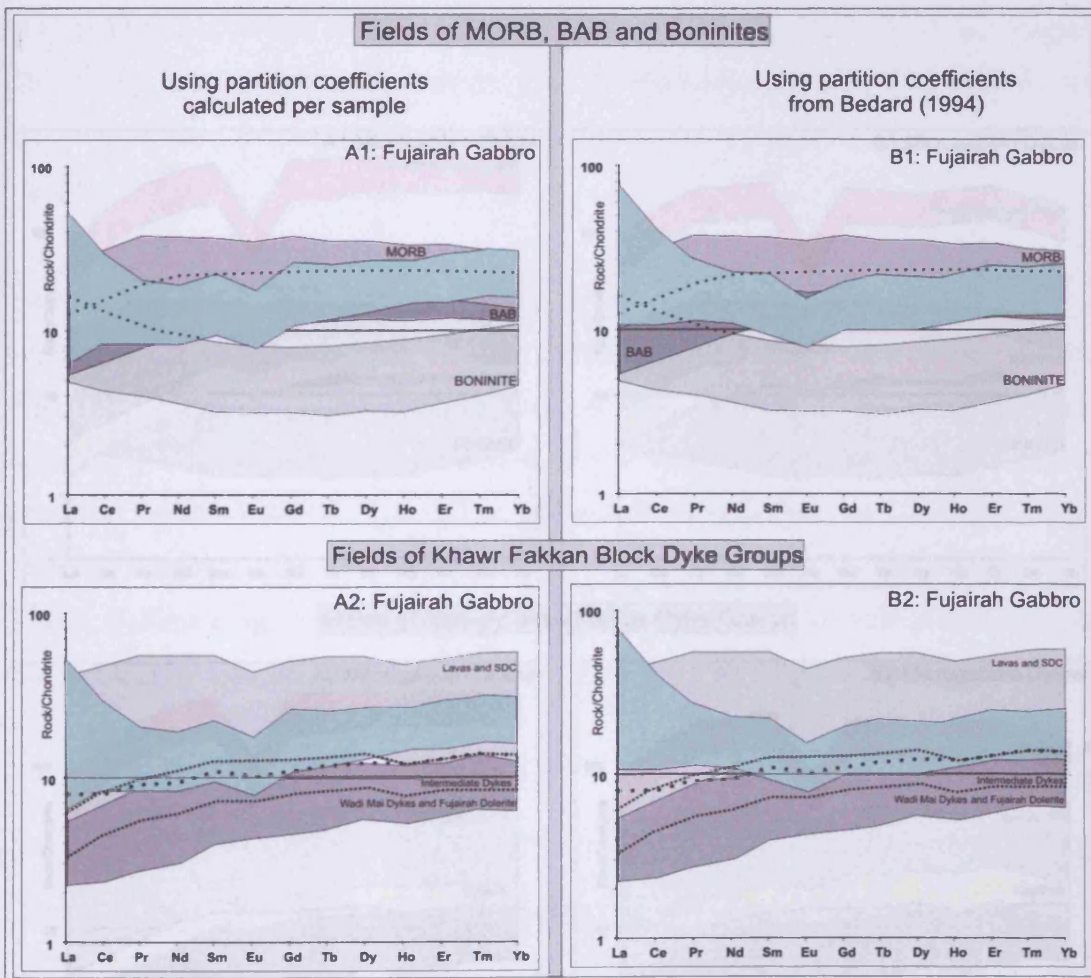 Fields of MORB, BAB and Boninites
Using partition coefficients
calculated per sample
Using partition coefficients
from Bedard (1994)
A1: Fujairah Gabbro
100
10
1
Rock/Chondrite
MORB
BAB
BONINITE
La Ce Pr Nd Sm Eu Gd Tb Dy Ho Er Tm Yb
B1: Fujairah Gabbro
100
10
1
Rock/Chondrite
MORB
BAB
BONINITE
La Ce Pr Nd Sm Eu Gd Tb Dy Ho Er Tm Yb
Fields of Khawr Fakkan Block Dyke Groups
A2: Fujairah Gabbro
100
10
1
Rock/Chondrite
Lavas and SDC
Intermediate Dykes
Wadi Mai Dykes and Fujairah Dolerite
La Ce Pr Nd Sm Eu Gd Tb Dy Ho Er Tm Yb
B2: Fujairah Gabbro
100
10
1
Rock/Chondrite
Lavas and SDC
Intermediate Dykes
Wadi Mai Dykes and Fujairah Dolerite
La Ce Pr Nd Sm Eu Gd Tb Dy Ho Er Tm Yb